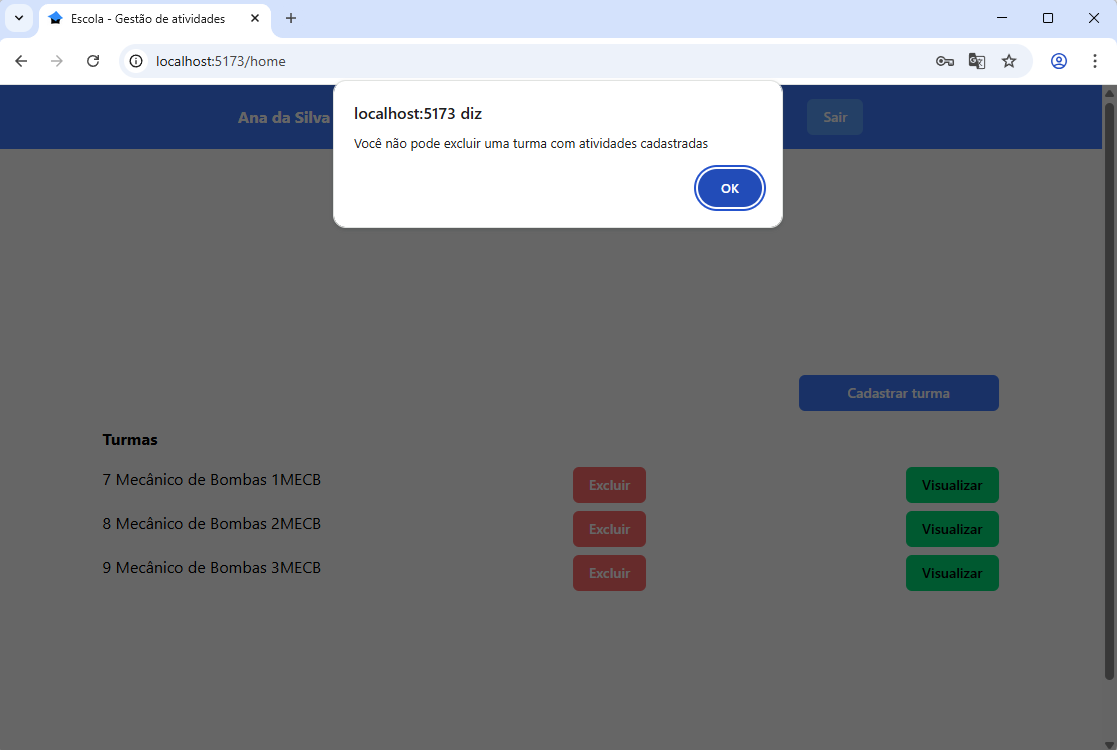 Escola - Gestão de atividades
localhost:5173/home
Ana da Silva
Sair
localhost:5173 diz
Você não pode excluir uma turma com atividades cadastradas
OK
Cadastrar turma
Turmas
7 Mecânico de Bombas 1MECB
Excluir
Visualizar
8 Mecânico de Bombas 2MECB
Excluir
Visualizar
9 Mecânico de Bombas 3MECB
Excluir
Visualizar